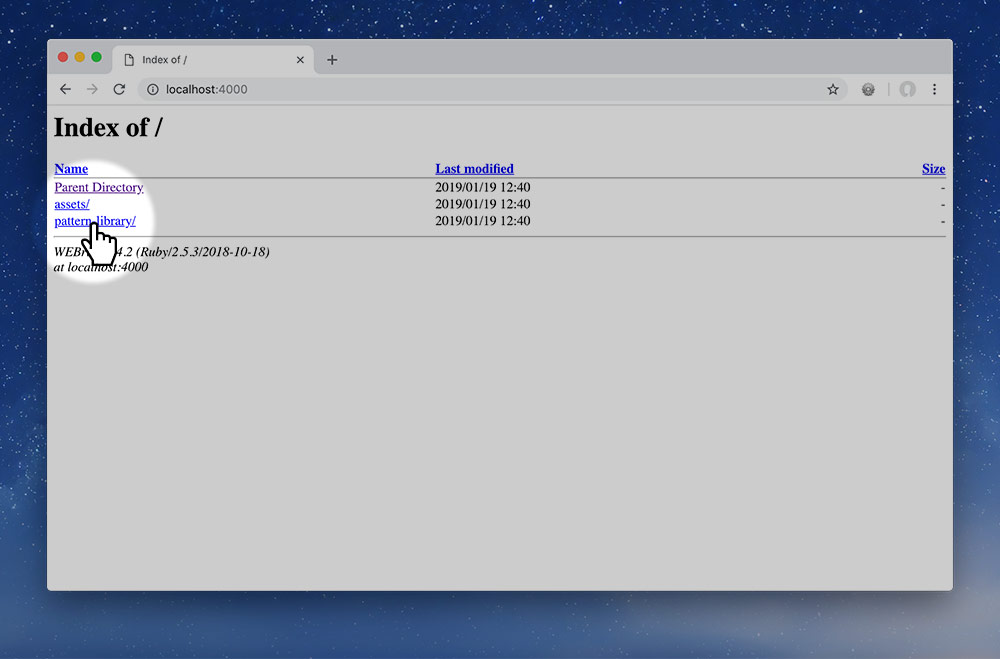 Index of /
localhost:4000
Index of /
Name Last modified Size
Parent Directory 2019/01/19 12:40 -
assets/ 2019/01/19 12:40 -
pattern-library/ 2019/01/19 12:40 -
4.2 (Ruby/2.5.3/2018-10-18)
at localhost:4000